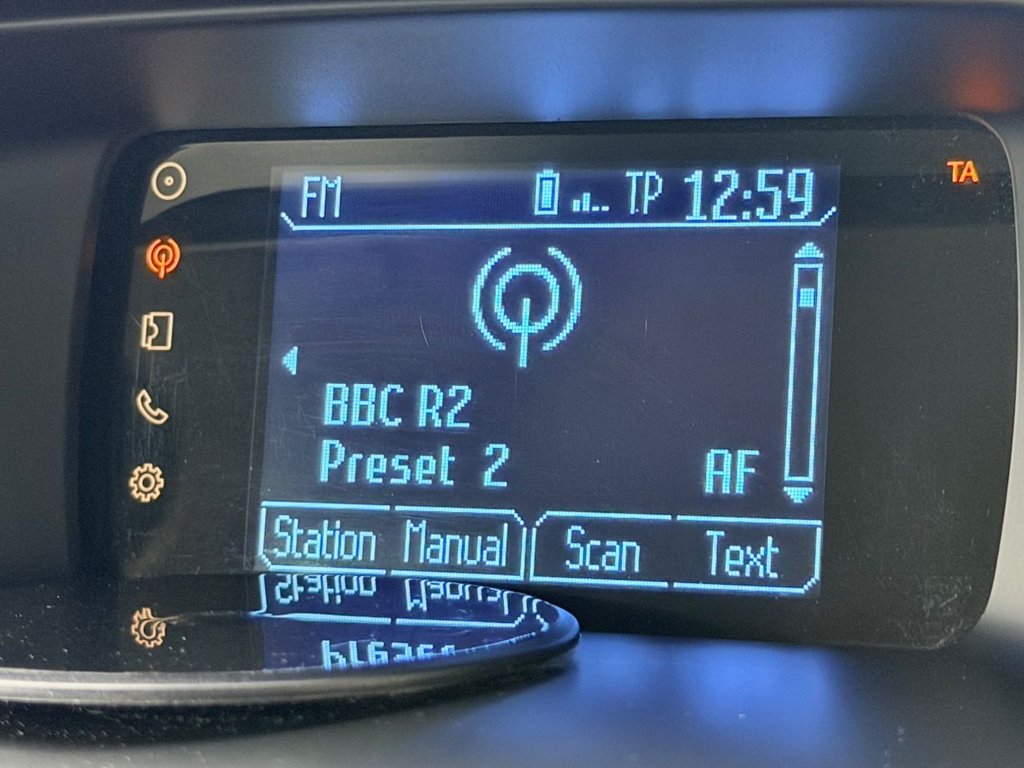 FM TP 12:59 TA
BBC R2
Preset 2 AF
Station Manual Scan Text